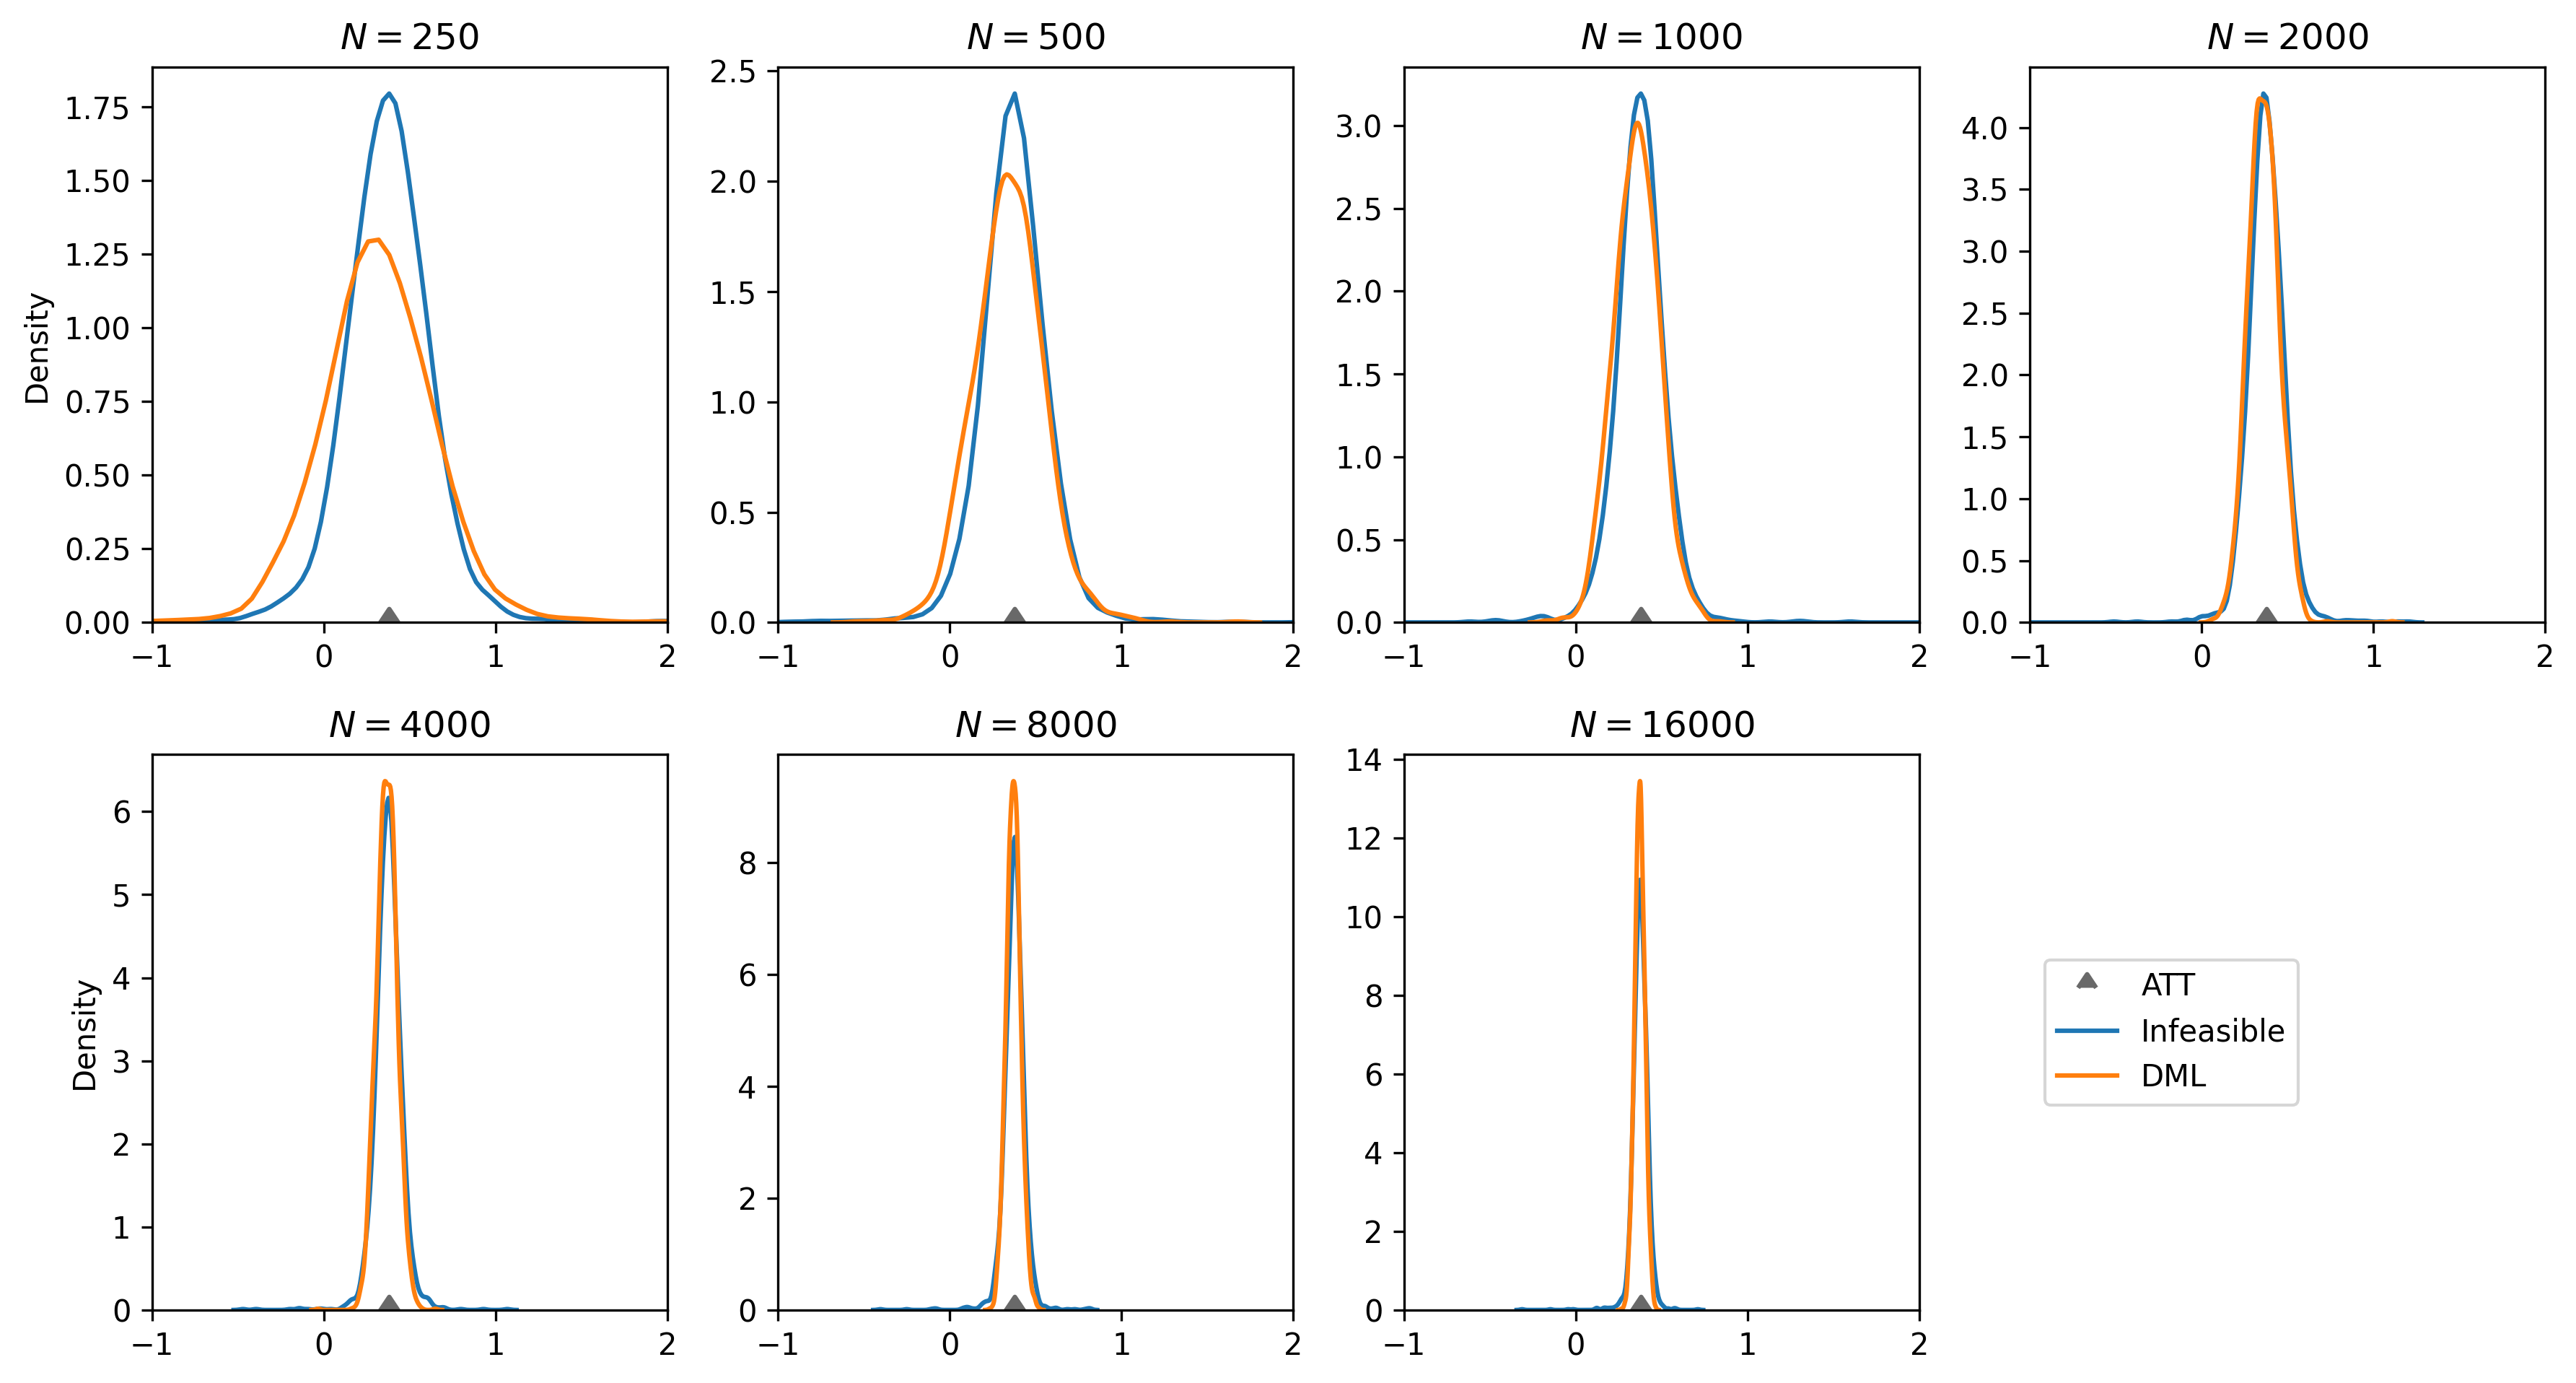 N = 250
N = 500
N = 1000
N = 2000
Density
1.75
1.50
1.25
1.00
0.75
0.50
0.25
0.00
−1 0 1 2
2.5
2.0
1.5
1.0
0.5
0.0
−1 0 1 2
3.0
2.5
2.0
1.5
1.0
0.5
0.0
−1 0 1 2
4.0
3.5
3.0
2.5
2.0
1.5
1.0
0.5
0.0
−1 0 1 2
N = 4000
N = 8000
N = 16000
Density
6
5
4
3
2
1
0
−1 0 1 2
8
6
4
2
0
−1 0 1 2
14
12
10
8
6
4
2
0
−1 0 1 2
ATT
Infeasible
DML